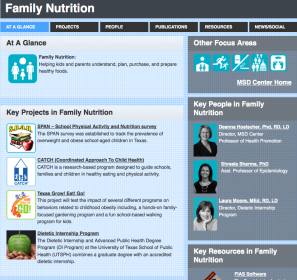 Family Nutrition
AT A GLANCE
PROJECTS
PEOPLE
PUBLICATIONS
RESOURCES
NEWS/SOCIAL
At A Glance
Family Nutrition:
Helping kids and parents understand, plan, purchase, and prepare
healthy foods.
Key Projects in Family Nutrition
S.P.A.N.
SPAN – School Physical Activity and Nutrition survey
The SPAN survey was established to track the prevalence of
overweight and obese school-aged children in Texas.
CATCH
CATCH (Coordinated Approach To Child Health)
CATCH is a research-based program designed to guide schools,
families and children in healthy eating and physical activity.
Texas Grow! Eat! Go!
This project will test the impact of several different programs on
behaviors related to childhood obesity including, a hands-on family-
focused gardening program and a fun school-based walking
program for kids.
Dietetic Internship Program
The Dietetic Internship and Advanced Public Health Degree
Program (DI Program) at the University of Texas School of Public
Health (UTSPH) combines a graduate degree with an accredited
dietetic internship.
Other Focus Areas
MSD Center Home
Key People in Family
Nutrition
Deanna Hoelscher, PhD, RD, LD
Director, MSD Center
Professor of Health Promotion
Shreela Sharma, PhD
Asst. Professor of Epidemiology
Laura Moore, MEd, RD, LD
Director, Dietetic Internship
Program
Key Resources in Family
Nutrition
FIAS Software